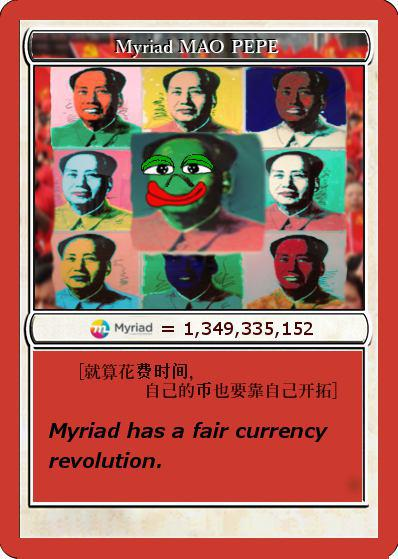 Myriad MAO PEPE
m Myriad = 1,349,335,152
[就算花费时间,
自己的币也要靠自己开拓]
Myriad has a fair currency
revolution.